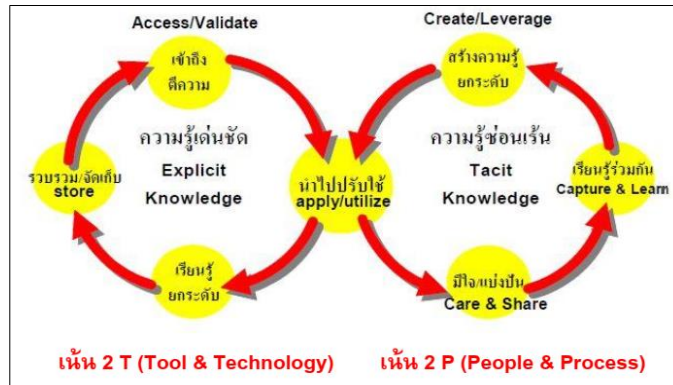 Access/Validate
Create/Leverage
เข้าถึง
ตีความ
สร้างความรู้
ยกระดับ
ความรู้เด่นชัด
Explicit
Knowledge
ความรู้ซ่อนเร้น
Tacit
Knowledge
รวบรวม/จัดเก็บ
store
นำไปปรับใช้
apply/utilize
เรียนรู้ร่วมกัน
Capture & Learn
เรียนรู้
ยกระดับ
มีใจ/แบ่งปัน
Care & Share
เน้น 2 T (Tool & Technology)
เน้น 2 P (People & Process)